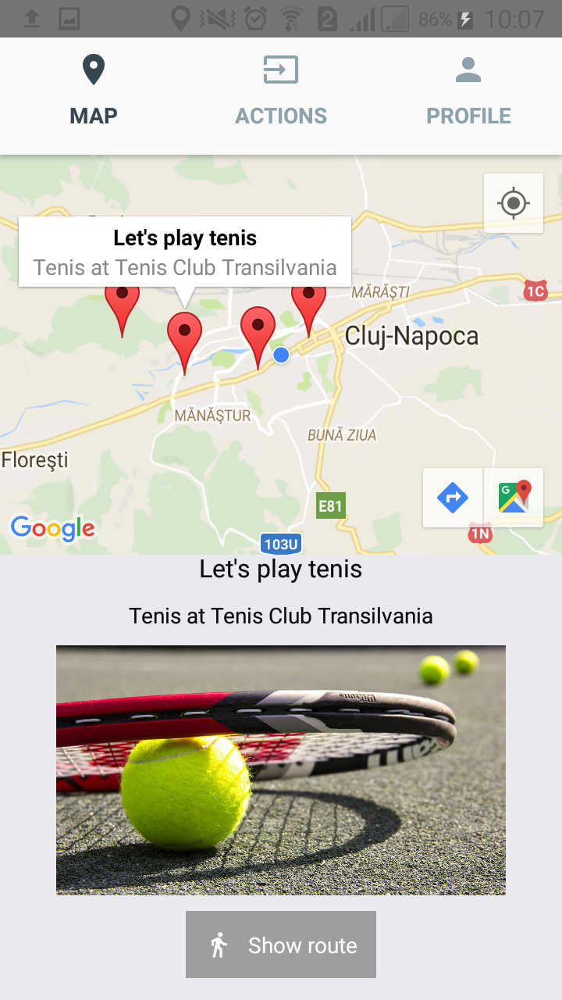 2 86% 10:07
MAP ACTIONS PROFILE
Let's play tenis
Tenis at Tenis Club Transilvania
MĂRĂŞTI
1C
Cluj-Napoca
MĂNĂŞTUR
BUNĂ ZIUA
Floreşti
G
E81
Google
103U
1N
Let's play tenis
Tenis at Tenis Club Transilvania
Wilson
Show route